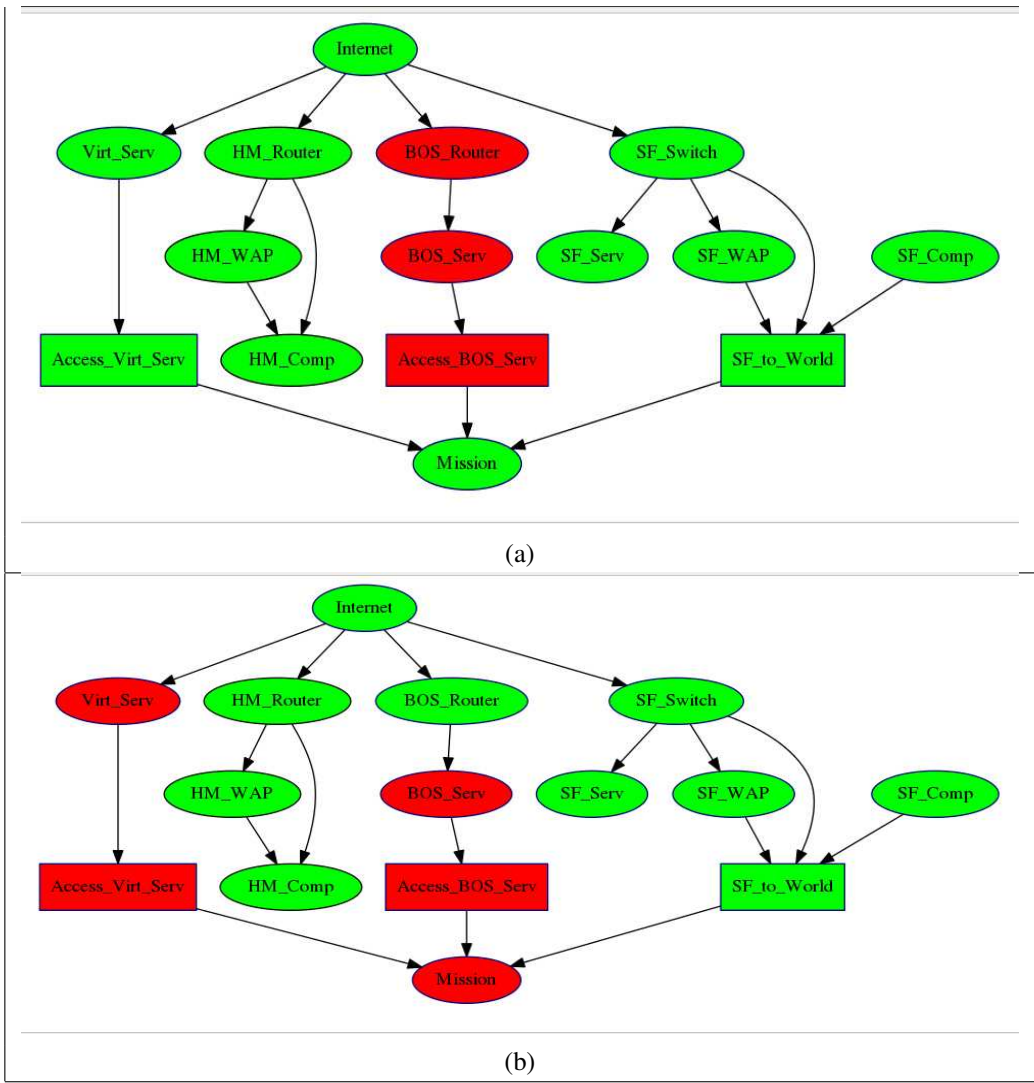 Internet
Virt_Serv HM_Router BOS_Router SF_Switch
HM_WAP BOS_Serv SF_Serv SF_WAP SF_Comp
Access_Virt_Serv HM_Comp Access_BOS_Serv SF_to_World
Mission
(a)
Internet
Virt_Serv HM_Router BOS_Router SF_Switch
HM_WAP BOS_Serv SF_Serv SF_WAP SF_Comp
Access_Virt_Serv HM_Comp Access_BOS_Serv SF_to_World
Mission
(b)